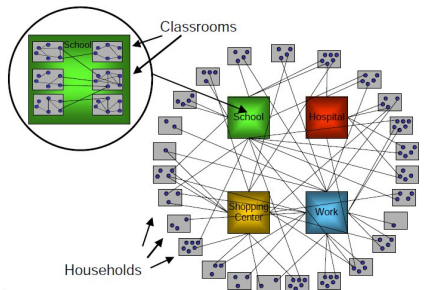 Classrooms
School
School
Hospital
Shopping
Center
Work
Households